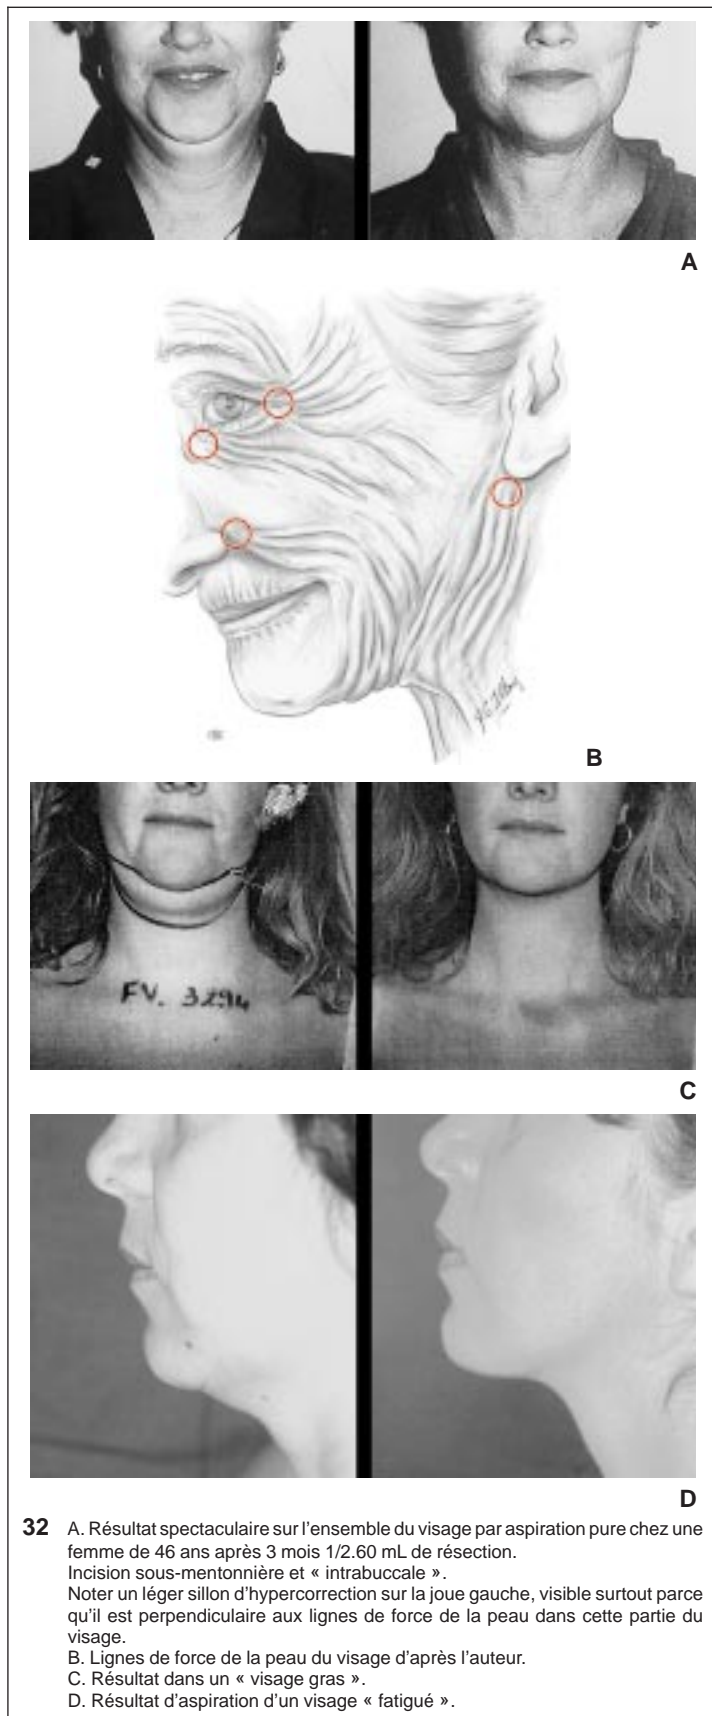 A
B
FV. 3294
C
D
32 A. Résultat spectaculaire sur l'ensemble du visage par aspiration pure chez une
femme de 46 ans après 3 mois 1/2.60 mL de résection.
Incision sous-mentonnière et « intrabuccale ».
Noter un léger sillon d'hypercorrection sur la joue gauche, visible surtout parce
qu'il est perpendiculaire aux lignes de force de la peau dans cette partie du
visage.
B. Lignes de force de la peau du visage d'après l'auteur.
C. Résultat dans un « visage gras ».
D. Résultat d'aspiration d'un visage « fatigué ».